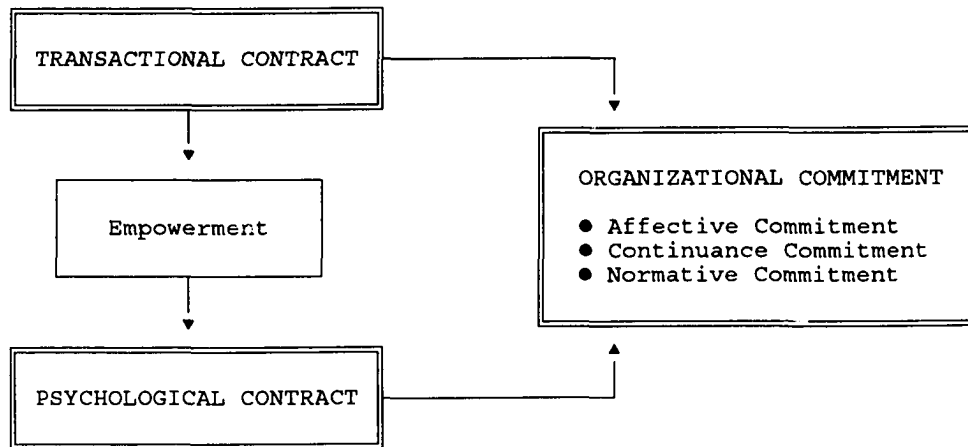 TRANSACTIONAL CONTRACT
Empowerment
PSYCHOLOGICAL CONTRACT
ORGANIZATIONAL COMMITMENT
● Affective Commitment
● Continuance Commitment
● Normative Commitment